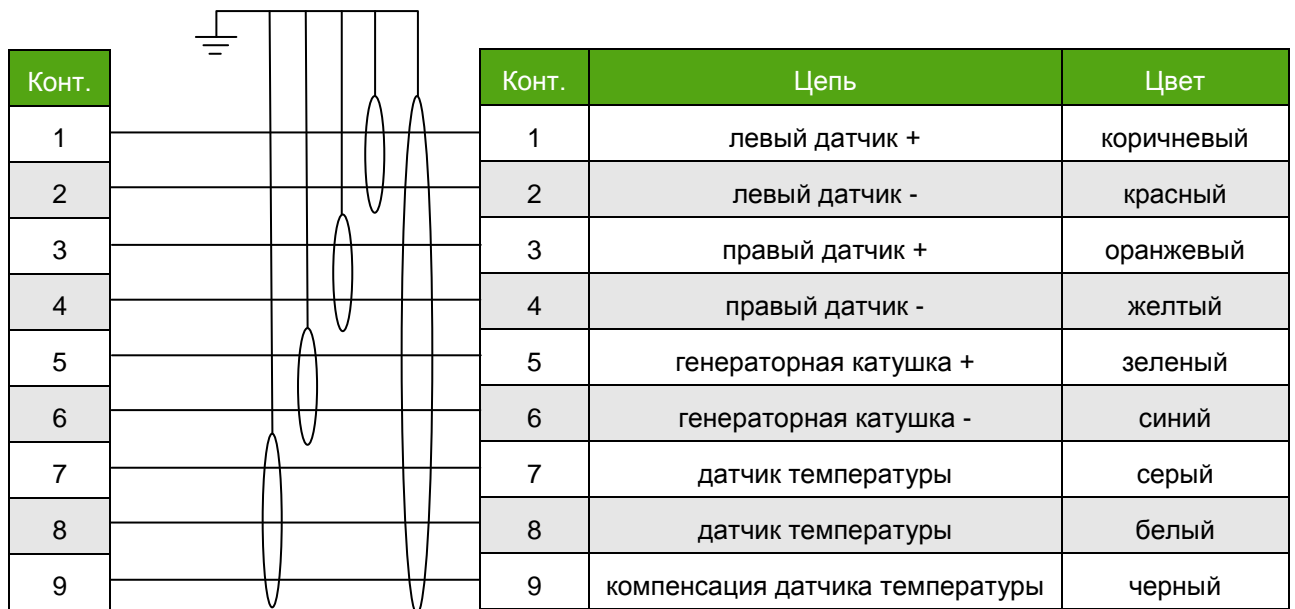 Конт. Конт. Цепь Цвет
1 1 левый датчик + коричневый
2 2 левый датчик - красный
3 3 правый датчик + оранжевый
4 4 правый датчик - желтый
5 5 генераторная катушка + зеленый
6 6 генераторная катушка - синий
7 7 датчик температуры серый
8 8 датчик температуры белый
9 9 компенсация датчика температуры черный